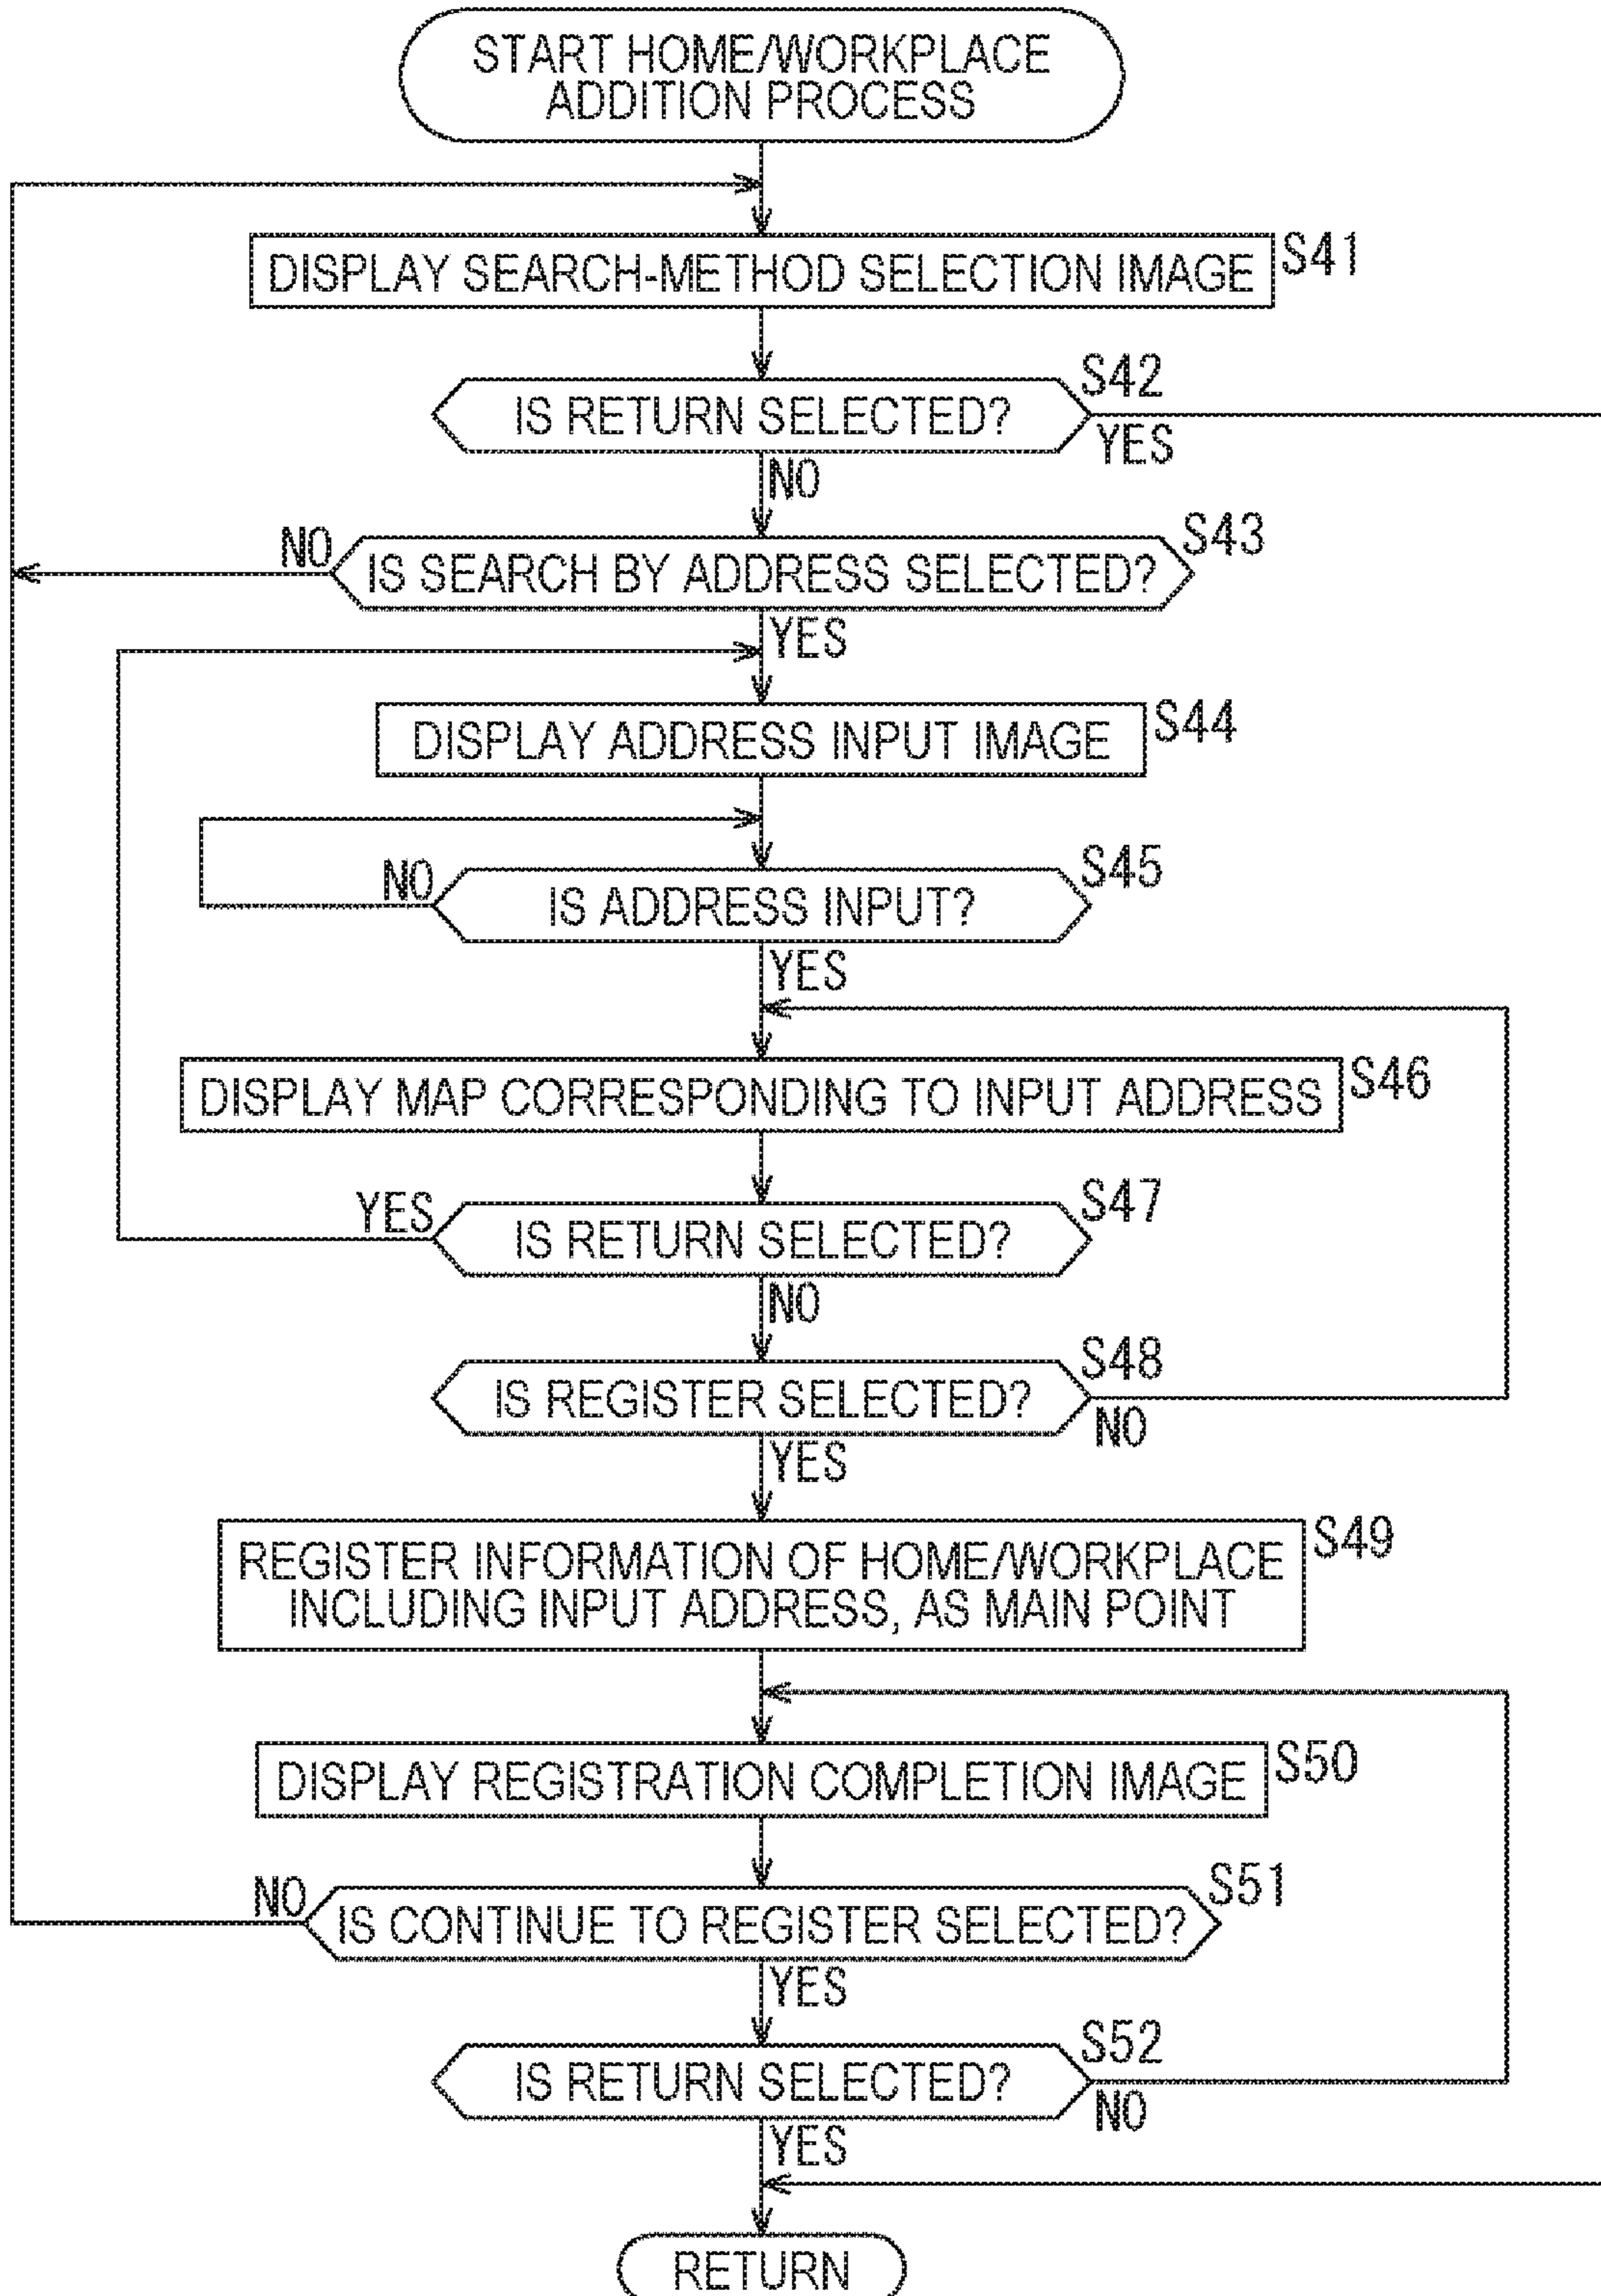 START HOME/WORKPLACE
ADDITION PROCESS
DISPLAY SEARCH-METHOD SELECTION IMAGE
S41
IS RETURN SELECTED?
S42
YES
NO
IS SEARCH BY ADDRESS SELECTED?
S43
NO
YES
DISPLAY ADDRESS INPUT IMAGE
S44
IS ADDRESS INPUT?
S45
NO
YES
DISPLAY MAP CORRESPONDING TO INPUT ADDRESS
S46
IS RETURN SELECTED?
S47
YES
NO
IS REGISTER SELECTED?
S48
NO
YES
REGISTER INFORMATION OF HOME/WORKPLACE
INCLUDING INPUT ADDRESS, AS MAIN POINT
S49
DISPLAY REGISTRATION COMPLETION IMAGE
S50
IS CONTINUE TO REGISTER SELECTED?
S51
NO
YES
IS RETURN SELECTED?
S52
NO
YES
RETURN